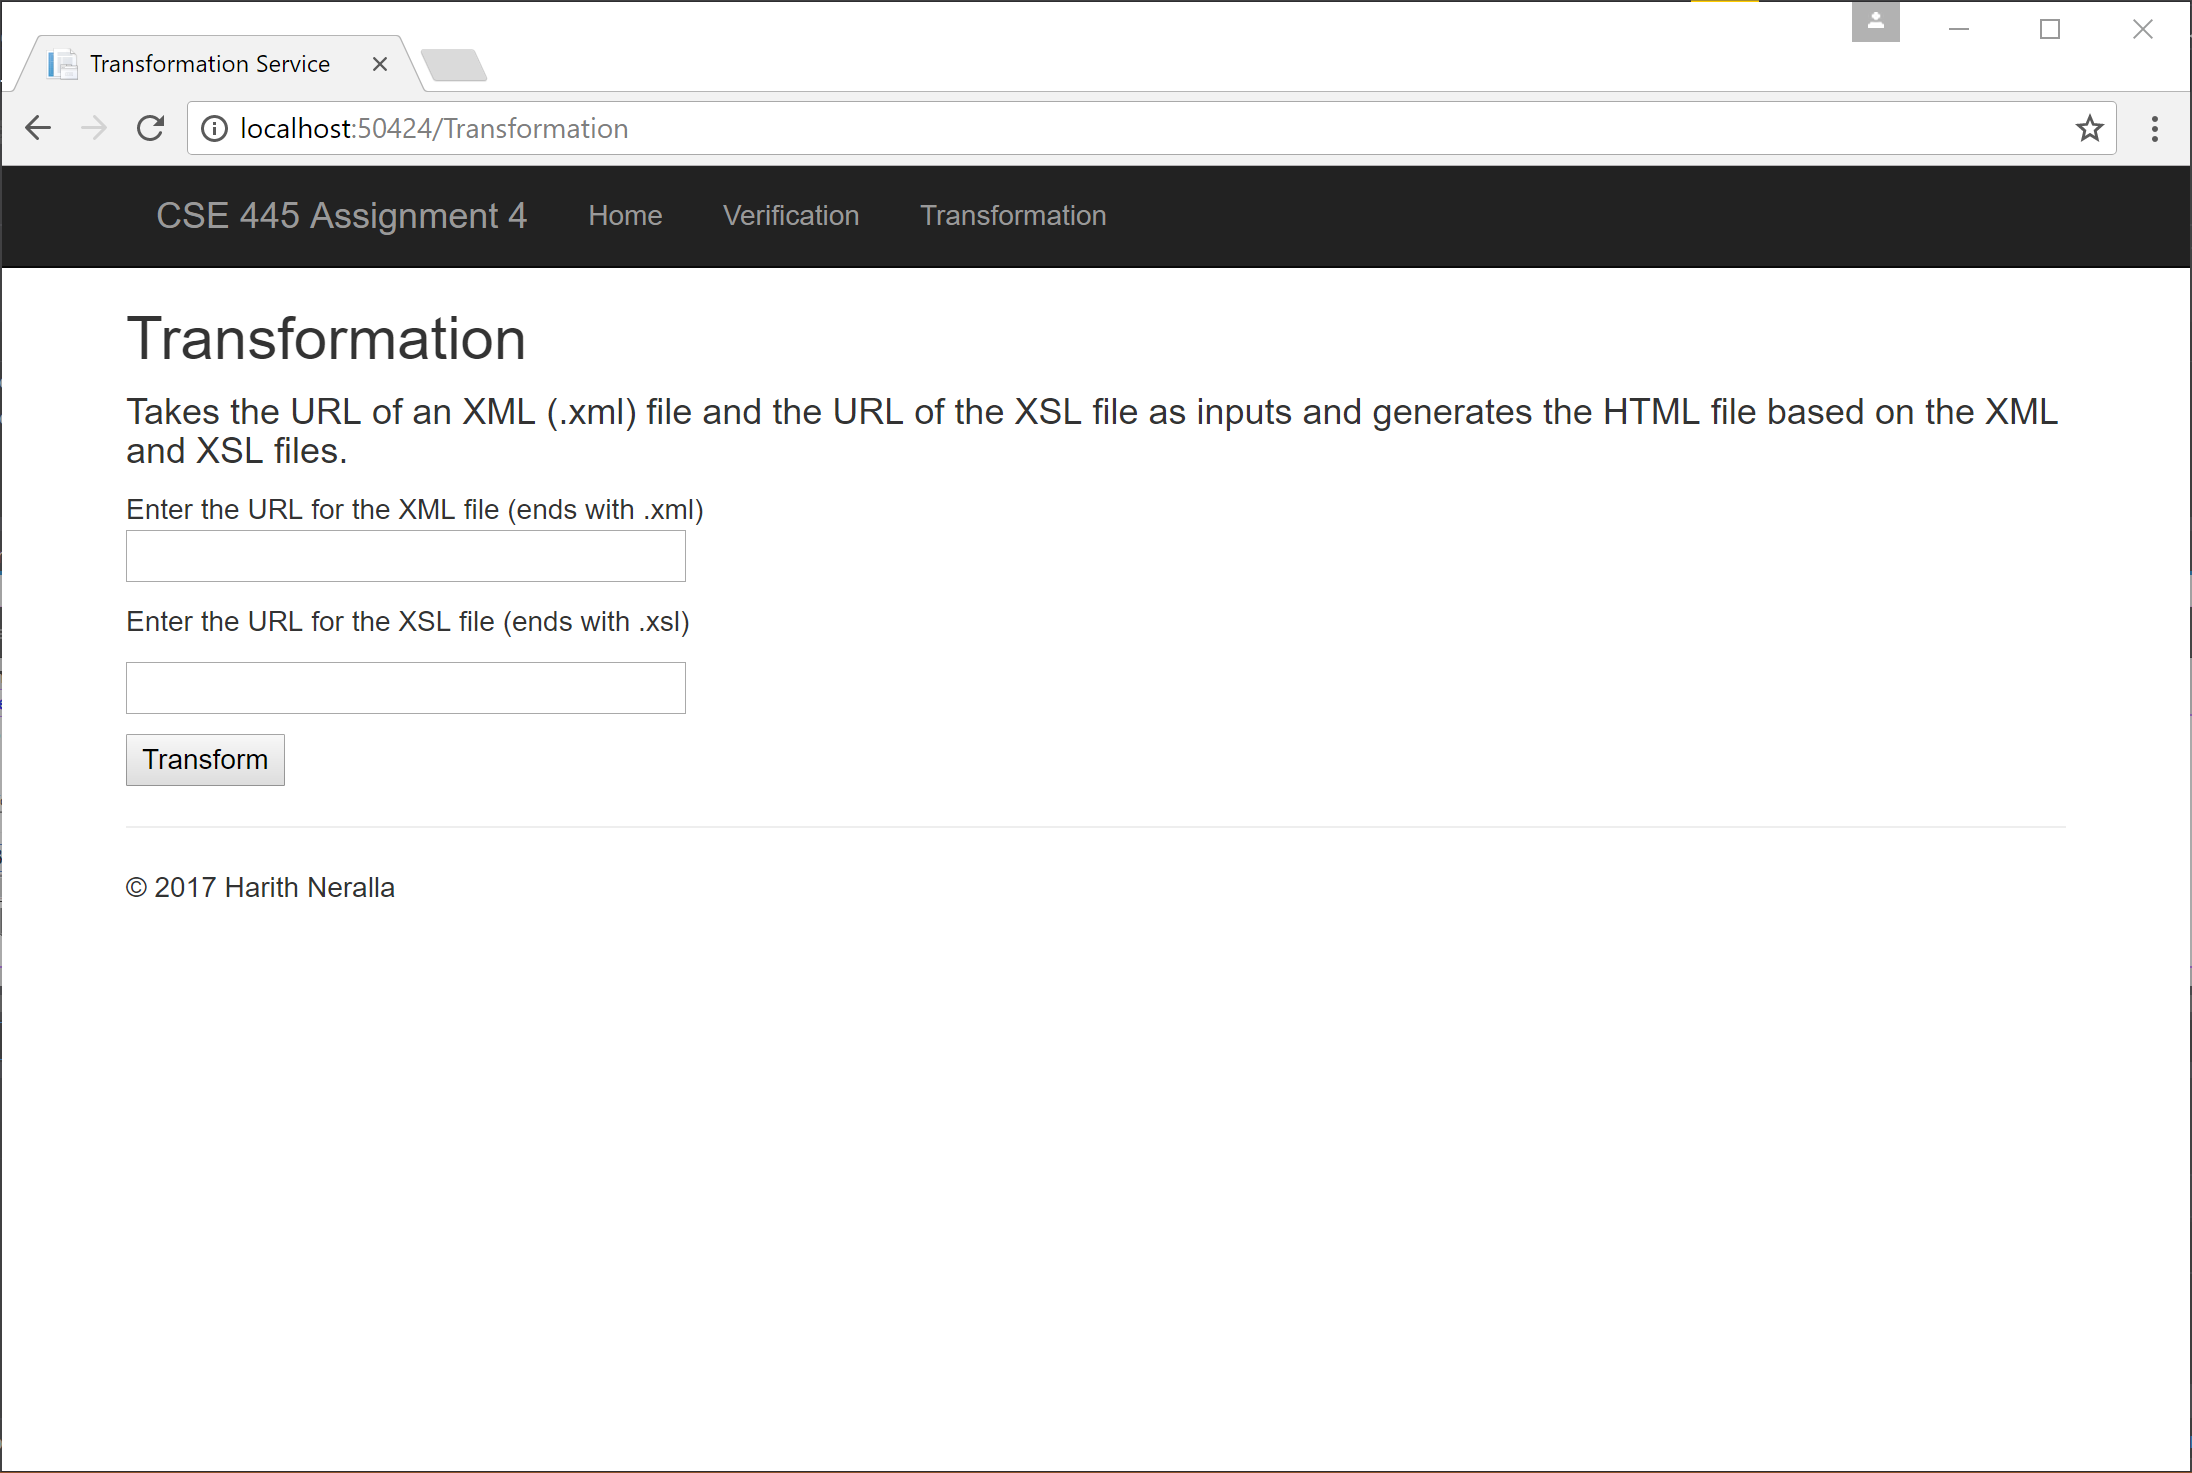 Transformation Service
localhost:50424/Transformation
CSE 445 Assignment 4 Home Verification Transformation
Transformation
Takes the URL of an XML (.xml) file and the URL of the XSL file as inputs and generates the HTML file based on the XML
and XSL files.
Enter the URL for the XML file (ends with .xml)
Enter the URL for the XSL file (ends with .xsl)
Transform
© 2017 Harith Neralla